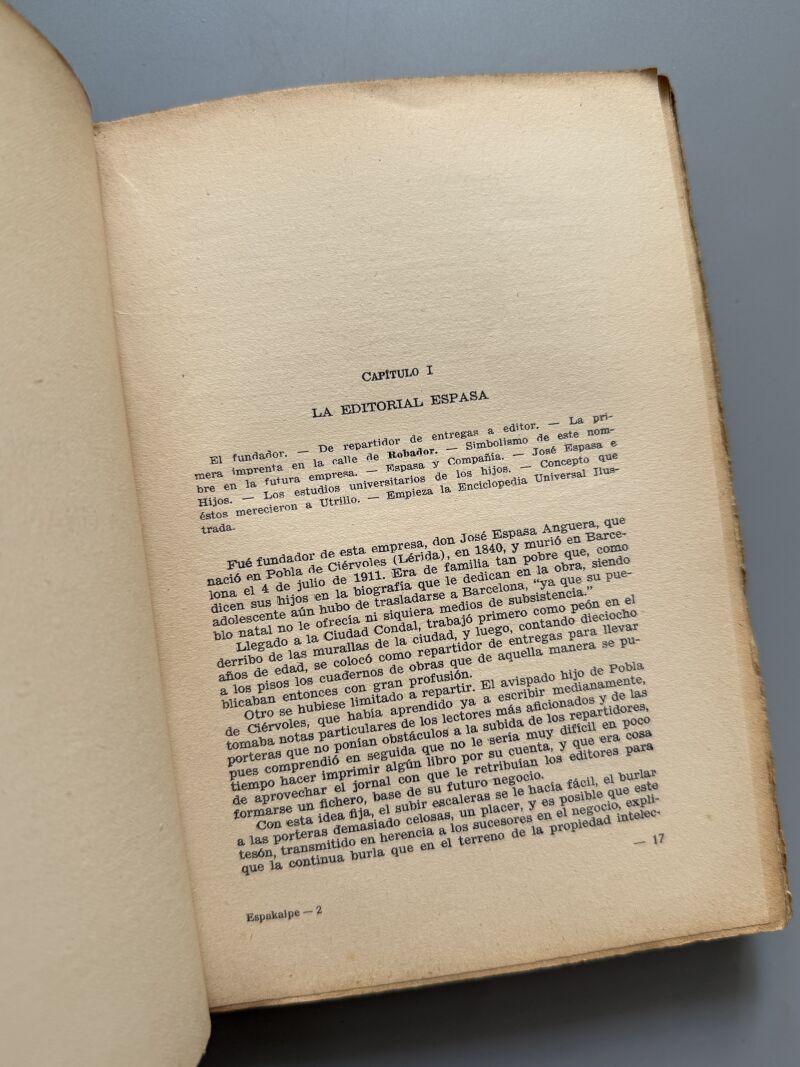 CAPÍTULO I
LA EDITORIAL ESPASA
El fundador. — De repartidor de entregas a editor. — La pri-
mera imprenta en la calle de Robador. — Simbolismo de este nom-
bre en la futura empresa. — Espasa y Compañía. — José Espasa e
Hijos. — Los estudios universitarios de los hijos. — Concepto que
éstos merecieron a Utrillo. — Empieza la Enciclopedia Universal Ilus-
trada.
Fué fundador de esta empresa, don José Espasa Anguera, que
nació en Pobla de Ciérvoles (Lérida), en 1840, y murió en Barce-
lona el 4 de julio de 1911. Era de familia tan pobre que, como
dicen sus hijos en la biografía que le dedican en la obra, siendo
adolescente aún hubo de trasladarse a Barcelona, "ya que su pue-
blo natal no le ofrecía ni siquiera medios de subsistencia."
Llegado a la Ciudad Condal, trabajó primero como peón en el
derribo de las murallas de la ciudad, y luego, contando dieciocho
años de edad, se colocó como repartidor de entregas para llevar
a los pisos los cuadernos de obras que de aquella manera se pu-
blicaban entonces con gran profusión.
Otro se hubiese limitado a repartir. El avispado hijo de Pobla
de Ciérvoles, que había aprendido ya a escribir medianamente,
tomaba notas particulares de los lectores más aficionados y de las
porteras que no ponían obstáculos a la subida de los repartidores,
pues comprendió en seguida que no le sería muy difícil en poco
tiempo hacer imprimir algún libro por su cuenta, y que era cosa
de aprovechar el jornal con que le retribuían los editores para
formarse un fichero, base de su futuro negocio.
Con esta idea fija, el subir escaleras se le hacía fácil, el burlar
a las porteras demasiado celosas, un placer, y es posible que este
tesón, transmitido en herencia a los sucesores en el negocio, expli-
que la continua burla que en el terreno de la propiedad intelec-
— 17
Espakalpe — 2